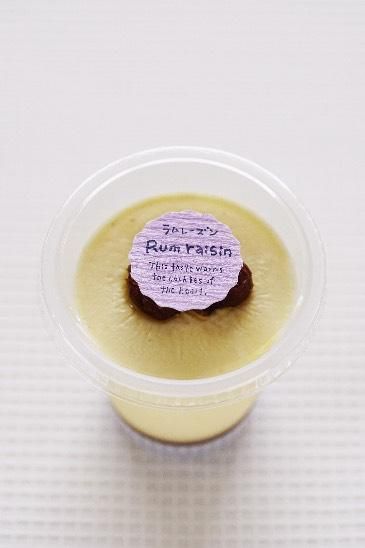 ラムレーズン
Rum raisin
This taste warms
the cockles of
the heart.